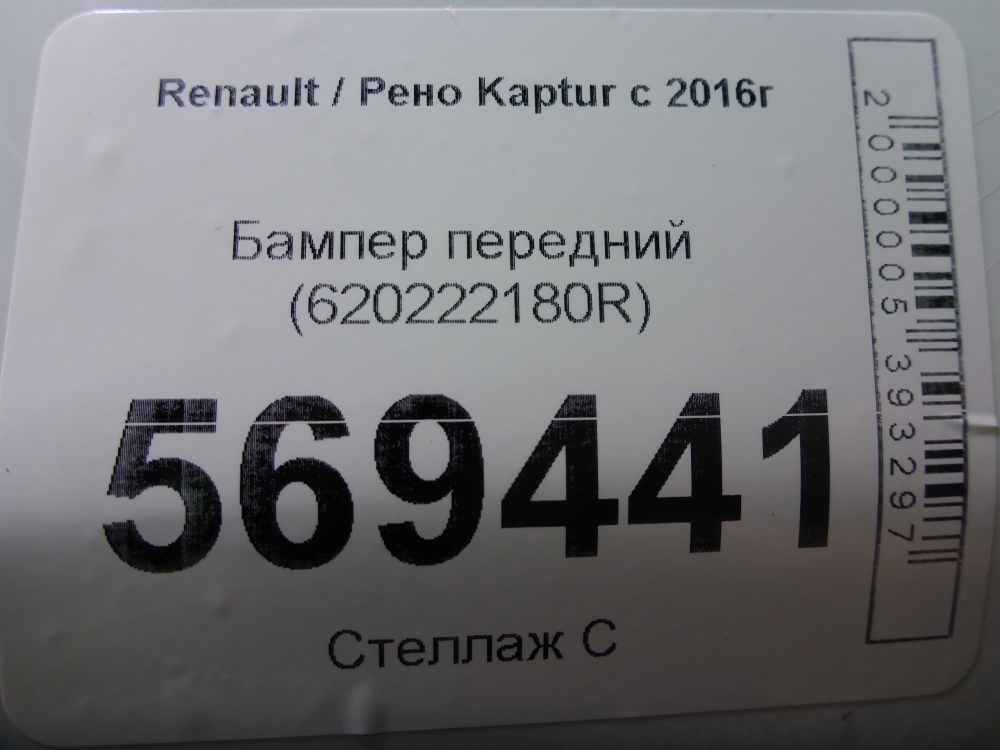 Renault / Рено Kaptur с 2016г
Бампер передний
(620222180R)
569441
Стеллаж С
2000005393297